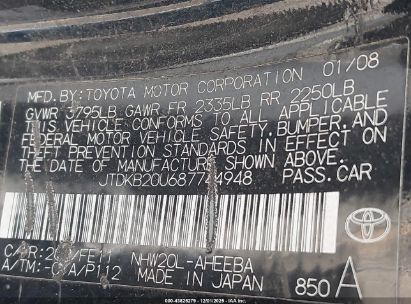 MFD.BY:TOYOTA MOTOR CORPORATION 01/08
GVWR 3795LB GAWR FR 2335LB RR 2250LB
THIS VEHICLE CONFORMS TO ALL APPLICABLE
FEDERAL MOTOR VEHICLE SAFETY,BUMPER,AND
THEFT PREVENTION STANDARDS IN EFFECT ON
THE DATE OF MANUFACTURE SHOWN ABOVE.
PASS.CAR
NHW20L-AHEEBA
MADE IN JAPAN 850A
TOYOTA